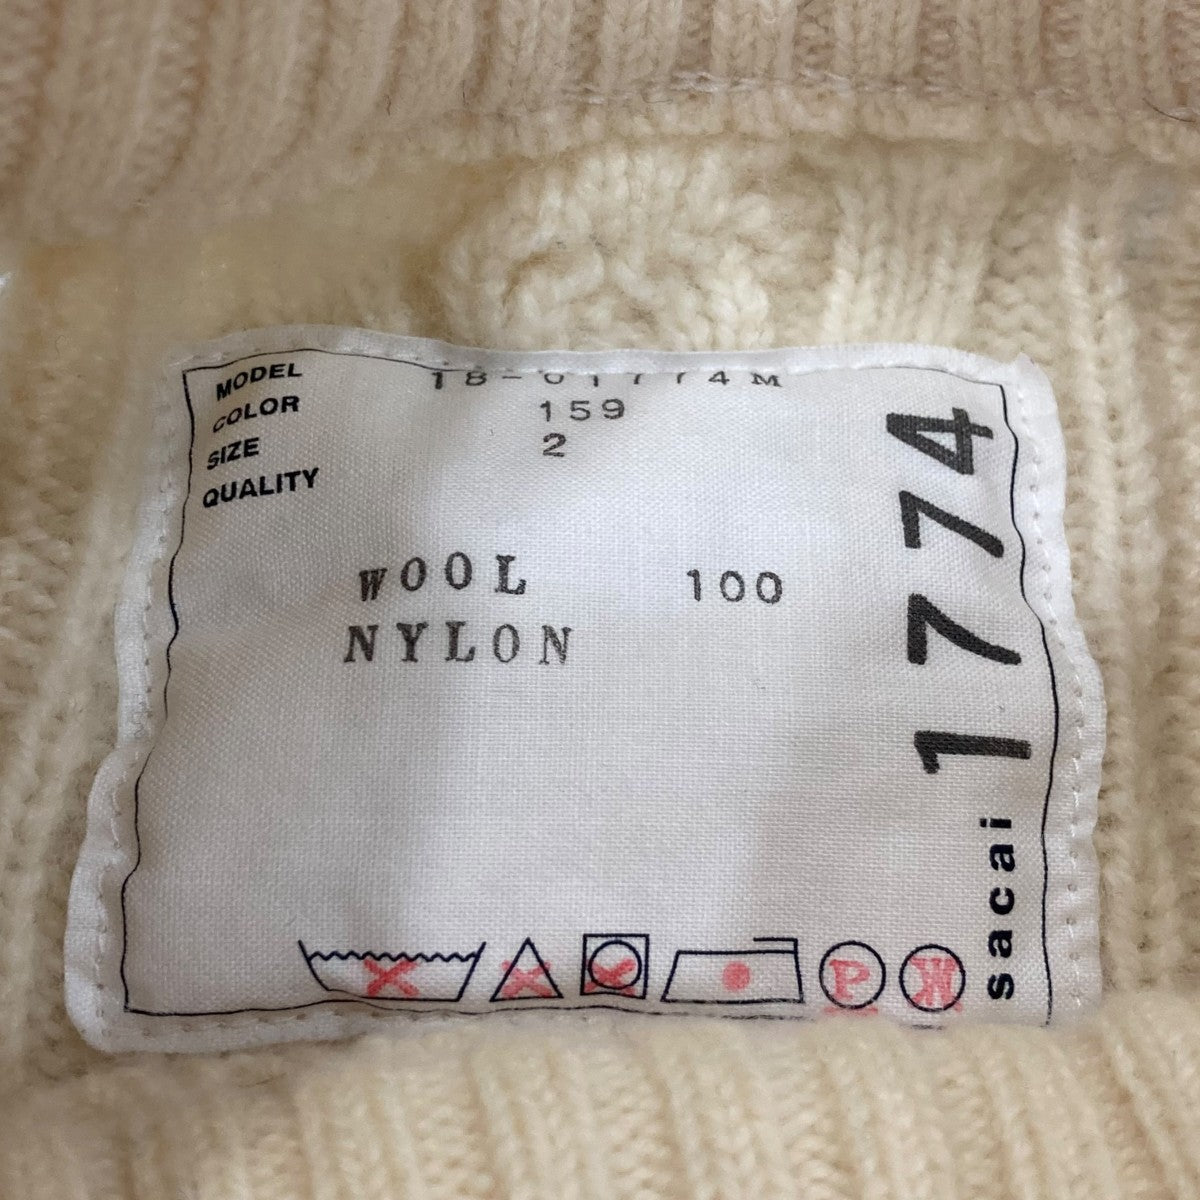 MODEL 18-01774M
COLOR 159
SIZE 2
QUALITY
WOOL 100
NYLON
sacai 1774
P
W